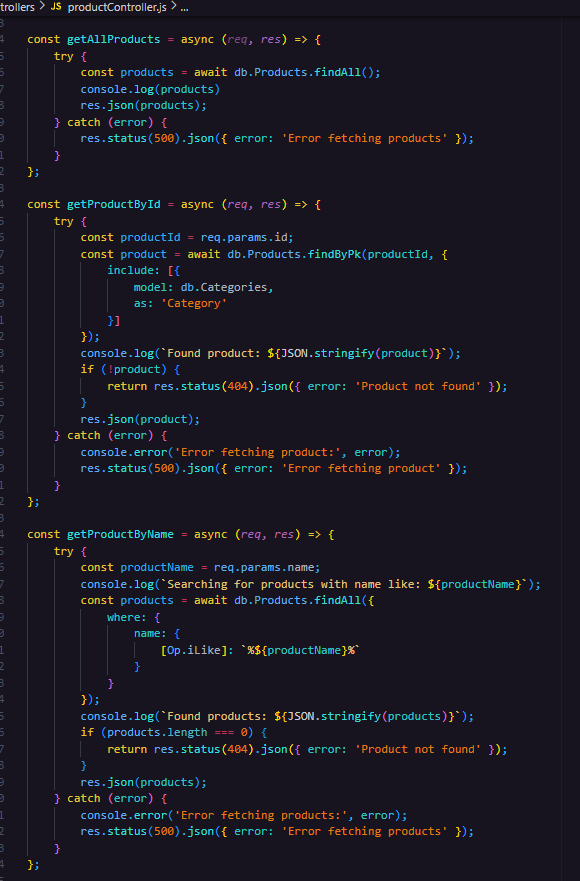 trollers > JS productController.js > ...
const getAllProducts = async (req, res) => {
    try {
        const products = await db.Products.findAll();
        console.log(products)
        res.json(products);
    } catch (error) {
        res.status(500).json({ error: 'Error fetching products' });
    }
};

const getProductById = async (req, res) => {
    try {
        const productId = req.params.id;
        const product = await db.Products.findByPk(productId, {
            include: [{
                model: db.Categories,
                as: 'Category'
            }]
        });
        console.log(`Found product: ${JSON.stringify(product)}`);
        if (!product) {
            return res.status(404).json({ error: 'Product not found' });
        }
        res.json(product);
    } catch (error) {
        console.error('Error fetching product:', error);
        res.status(500).json({ error: 'Error fetching product' });
    }
};

const getProductByName = async (req, res) => {
    try {
        const productName = req.params.name;
        console.log(`Searching for products with name like: ${productName}`);
        const products = await db.Products.findAll({
            where: {
                name: {
                    [Op.iLike]: `%${productName}%`
                }
            }
        });
        console.log(`Found products: ${JSON.stringify(products)}`);
        if (products.length === 0) {
            return res.status(404).json({ error: 'Product not found' });
        }
        res.json(products);
    } catch (error) {
        console.error('Error fetching products:', error);
        res.status(500).json({ error: 'Error fetching products' });
    }
};